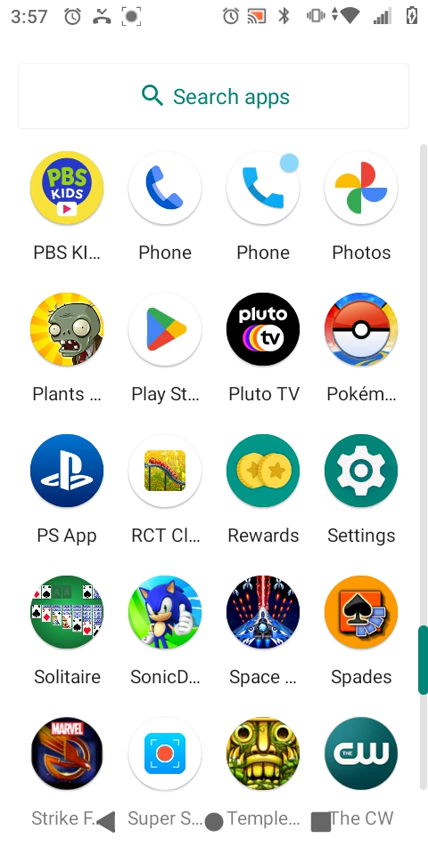 3:57
Search apps
PBS
KIDS
PBS KI...
Phone
Phone
Photos
pluto
tv
Plants ...
Play St...
Pluto TV
Pokém...
PS App
RCT Cl...
Rewards
Settings
Solitaire
SonicD...
Space ...
Spades
MARVEL
THE CW
Strike F...
Super S...
Temple...
The CW